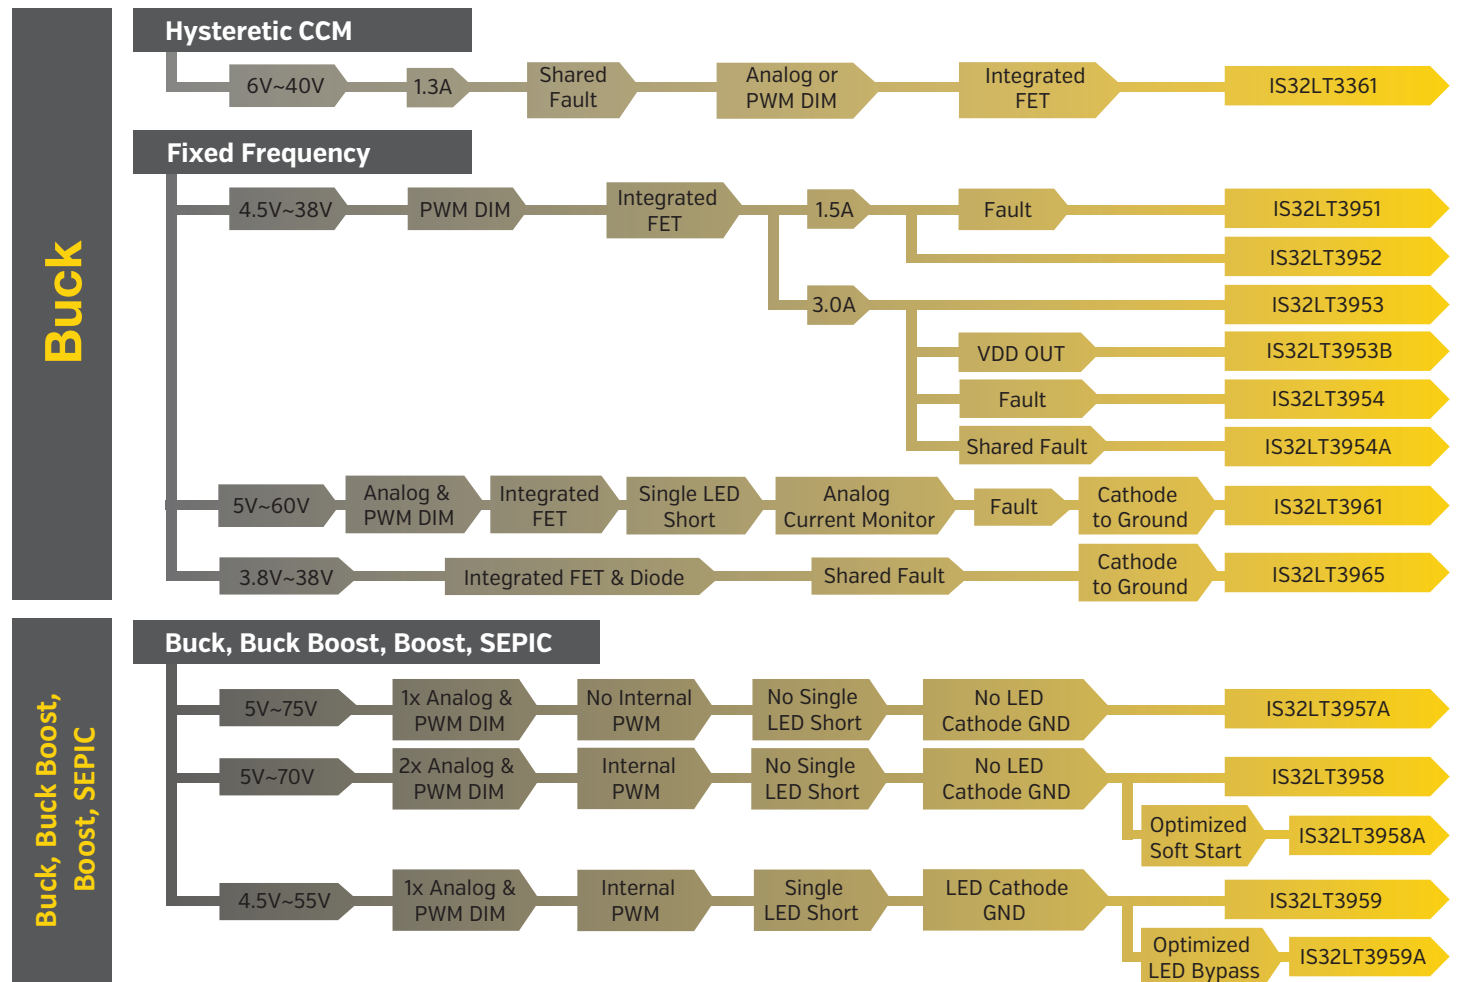 Buck
Hysteretic CCM
6V~40V
1.3A
Shared
Fault
Analog or
PWM DIM
Integrated
FET
IS32LT3361
Fixed Frequency
4.5V~38V
PWM DIM
Integrated
FET
1.5A
Fault
IS32LT3951
IS32LT3952
3.0A
IS32LT3953
VDD OUT
IS32LT3953B
Fault
IS32LT3954
Shared Fault
IS32LT3954A
5V~60V
Analog &
PWM DIM
Integrated
FET
Single LED
Short
Analog
Current Monitor
Fault
Cathode
to Ground
IS32LT3961
3.8V~38V
Integrated FET & Diode
Shared Fault
Cathode
to Ground
IS32LT3965
Buck, Buck Boost,
Boost, SEPIC
Buck, Buck Boost, Boost, SEPIC
5V~75V
1x Analog &
PWM DIM
No Internal
PWM
No Single
LED Short
No LED
Cathode GND
IS32LT3957A
5V~70V
2x Analog &
PWM DIM
Internal
PWM
No Single
LED Short
No LED
Cathode GND
IS32LT3958
Optimized
Soft Start
IS32LT3958A
4.5V~55V
1x Analog &
PWM DIM
Internal
PWM
Single
LED Short
LED Cathode
GND
IS32LT3959
Optimized
LED Bypass
IS32LT3959A